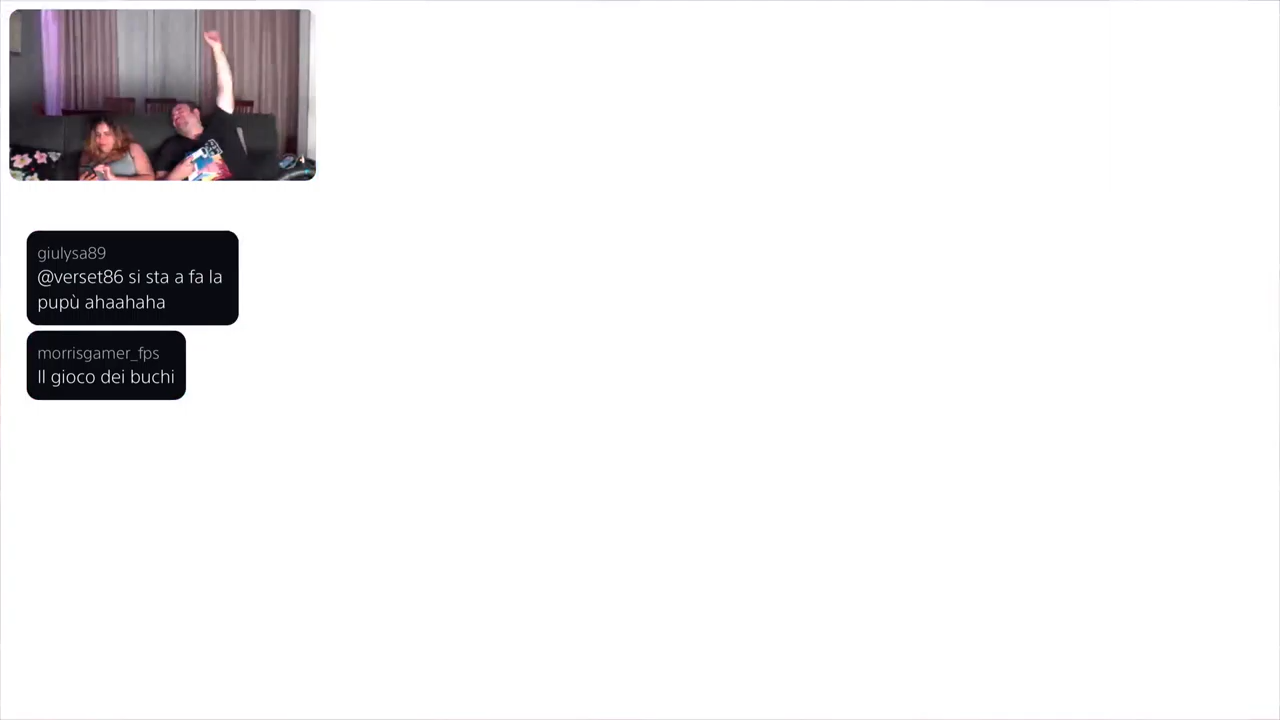 giulysa89
@verset86 si sta a fa la
pupù ahaahaha
morrisgamer_fps
Il gioco dei buchi